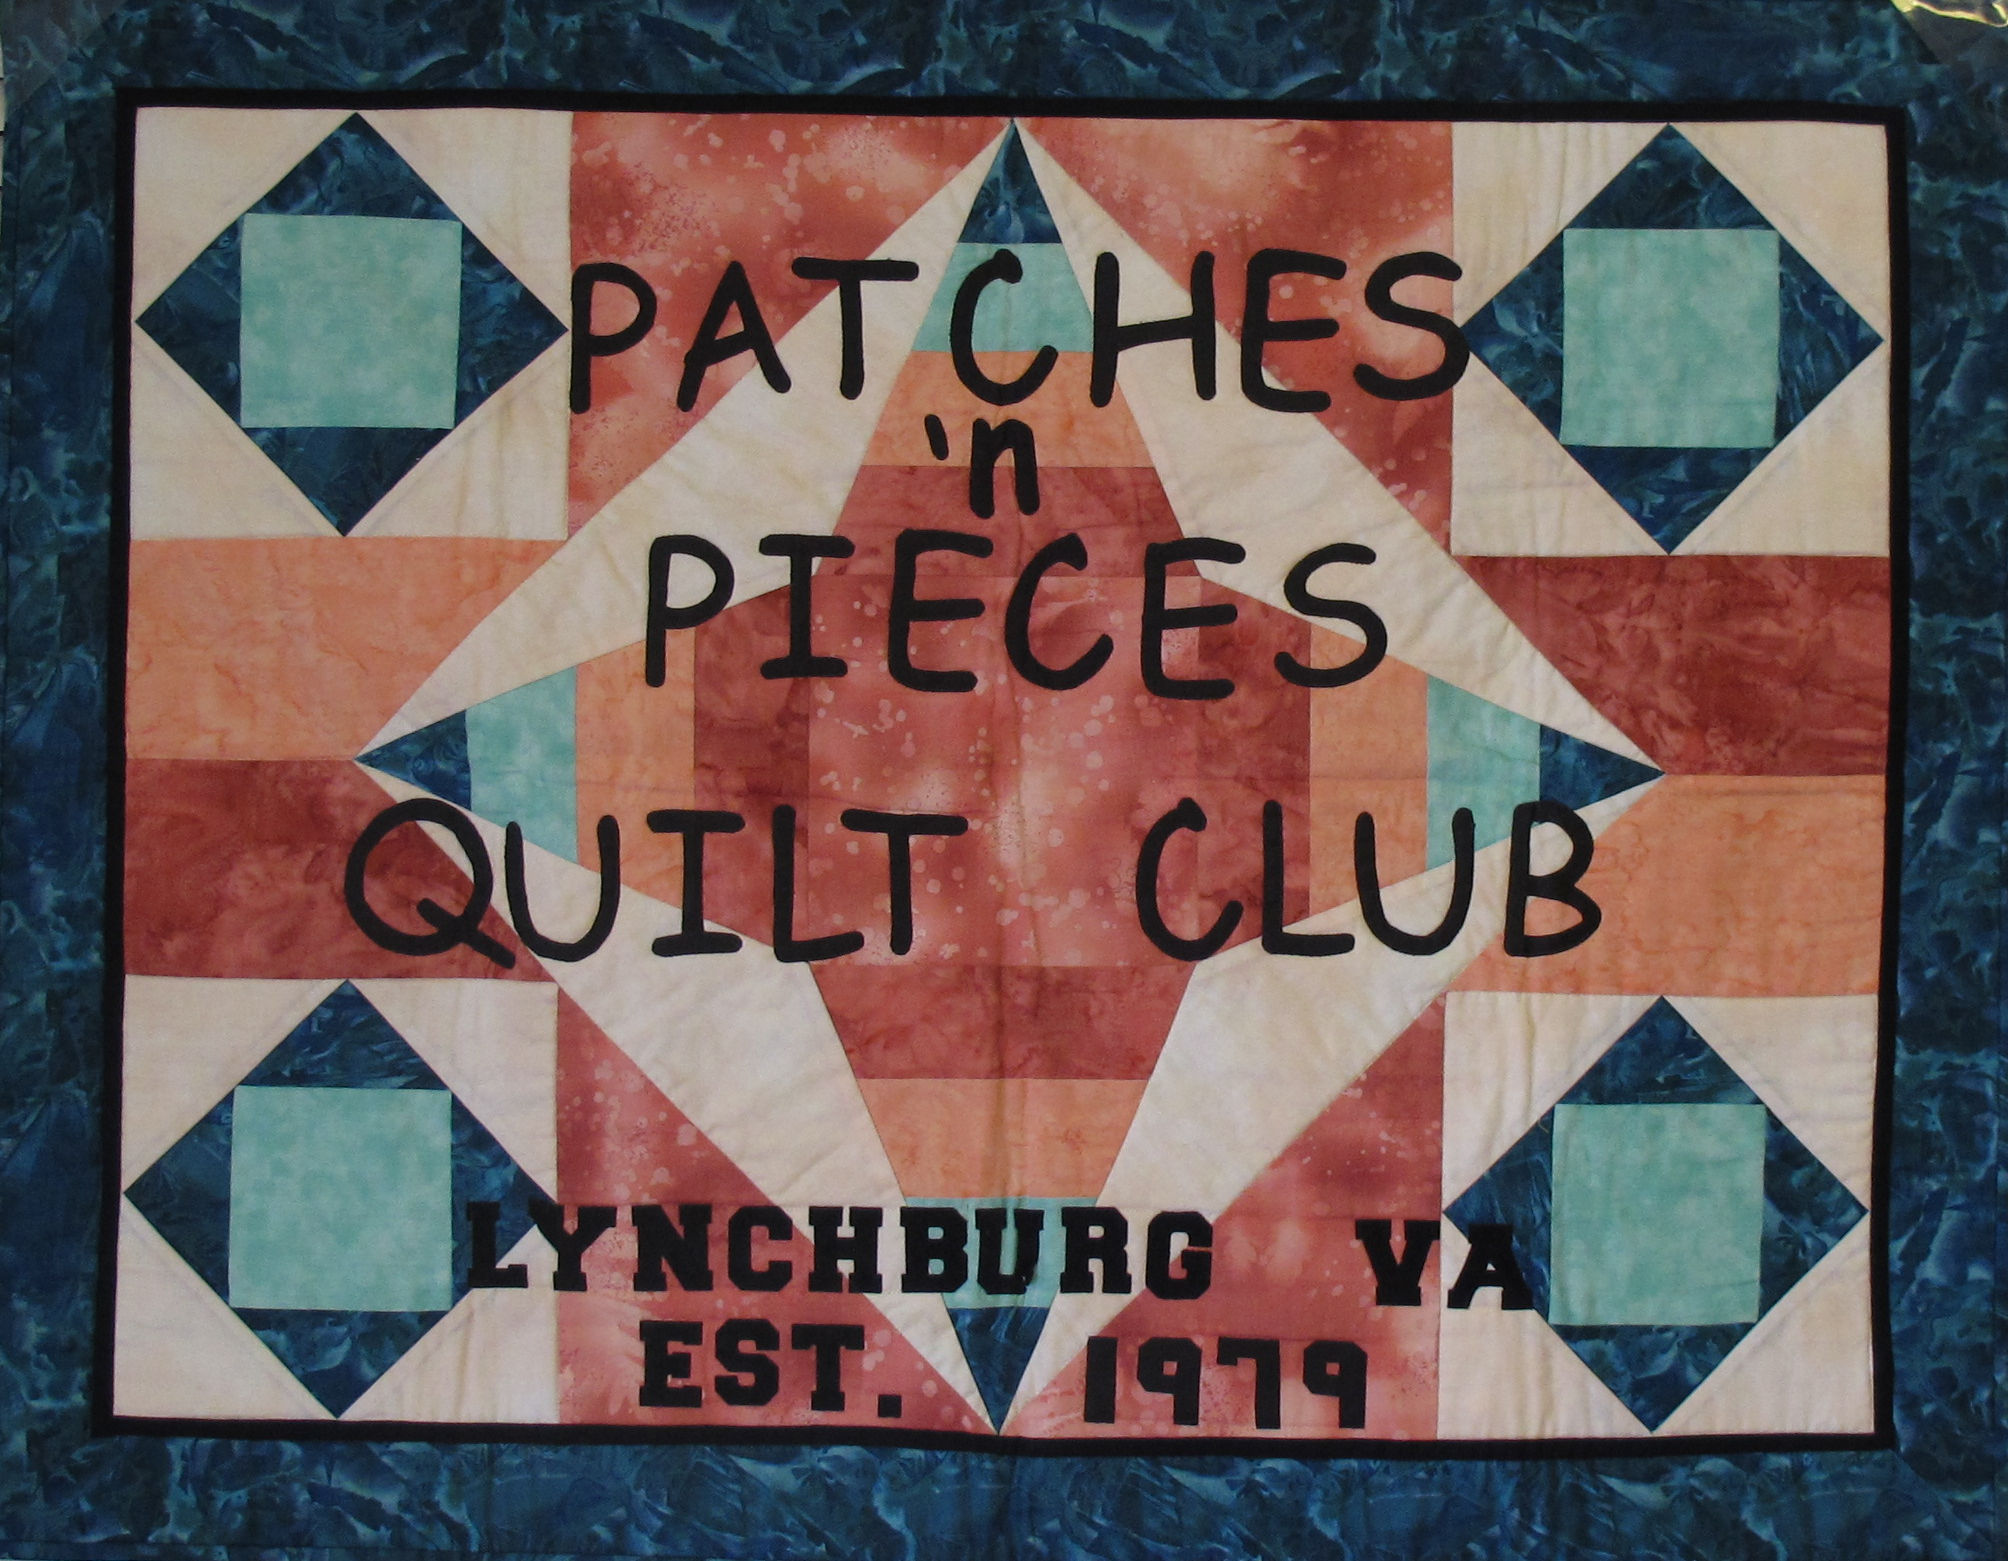 PATCHES
'n
PIECES
QUILT CLUB
LYNCHBURG VA
EST. 1979